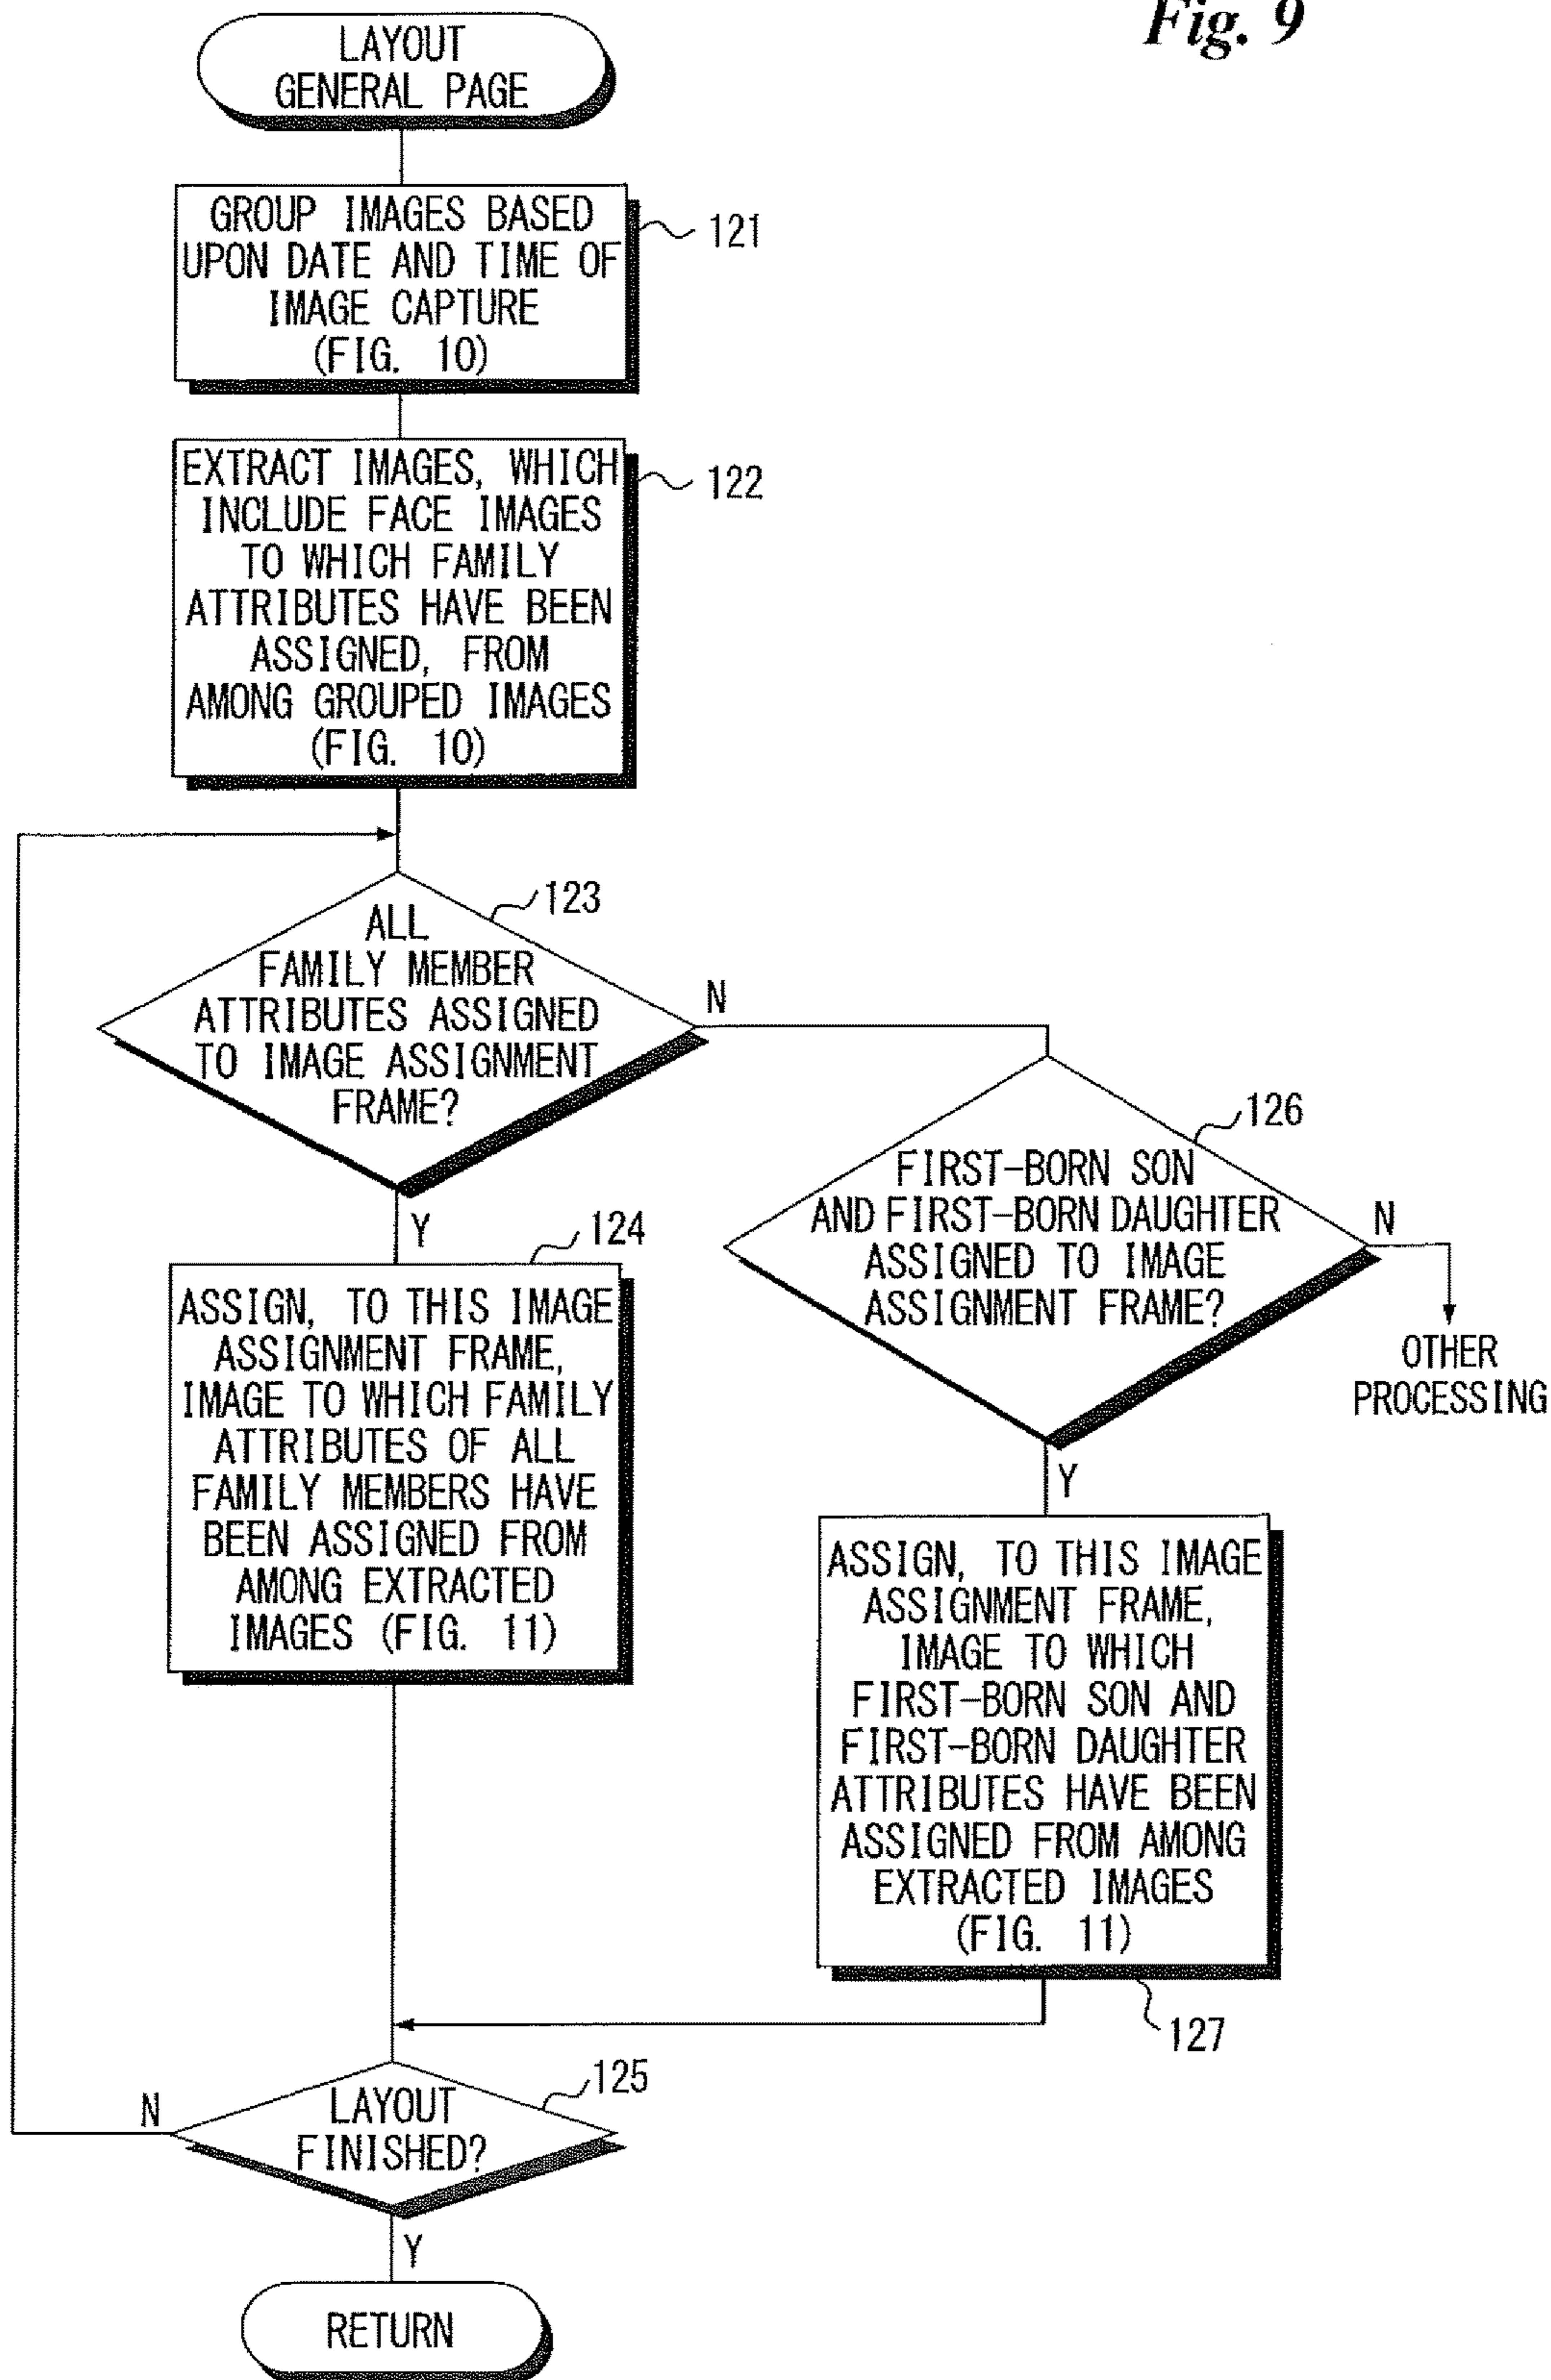 Fig. 9
LAYOUT
GENERAL PAGE
GROUP IMAGES BASED
UPON DATE AND TIME OF
IMAGE CAPTURE
(FIG. 10)
121
EXTRACT IMAGES, WHICH
INCLUDE FACE IMAGES
TO WHICH FAMILY
ATTRIBUTES HAVE BEEN
ASSIGNED, FROM
AMONG GROUPED IMAGES
(FIG. 10)
122
123
ALL
FAMILY MEMBER
ATTRIBUTES ASSIGNED
TO IMAGE ASSIGNMENT
FRAME?
N
Y
124
ASSIGN, TO THIS IMAGE
ASSIGNMENT FRAME,
IMAGE TO WHICH FAMILY
ATTRIBUTES OF ALL
FAMILY MEMBERS HAVE
BEEN ASSIGNED FROM
AMONG EXTRACTED
IMAGES (FIG. 11)
126
FIRST-BORN SON
AND FIRST-BORN DAUGHTER
ASSIGNED TO IMAGE
ASSIGNMENT FRAME?
N
OTHER
PROCESSING
Y
ASSIGN, TO THIS IMAGE
ASSIGNMENT FRAME,
IMAGE TO WHICH
FIRST-BORN SON AND
FIRST-BORN DAUGHTER
ATTRIBUTES HAVE BEEN
ASSIGNED FROM AMONG
EXTRACTED IMAGES
(FIG. 11)
127
125
LAYOUT
FINISHED?
N
Y
RETURN